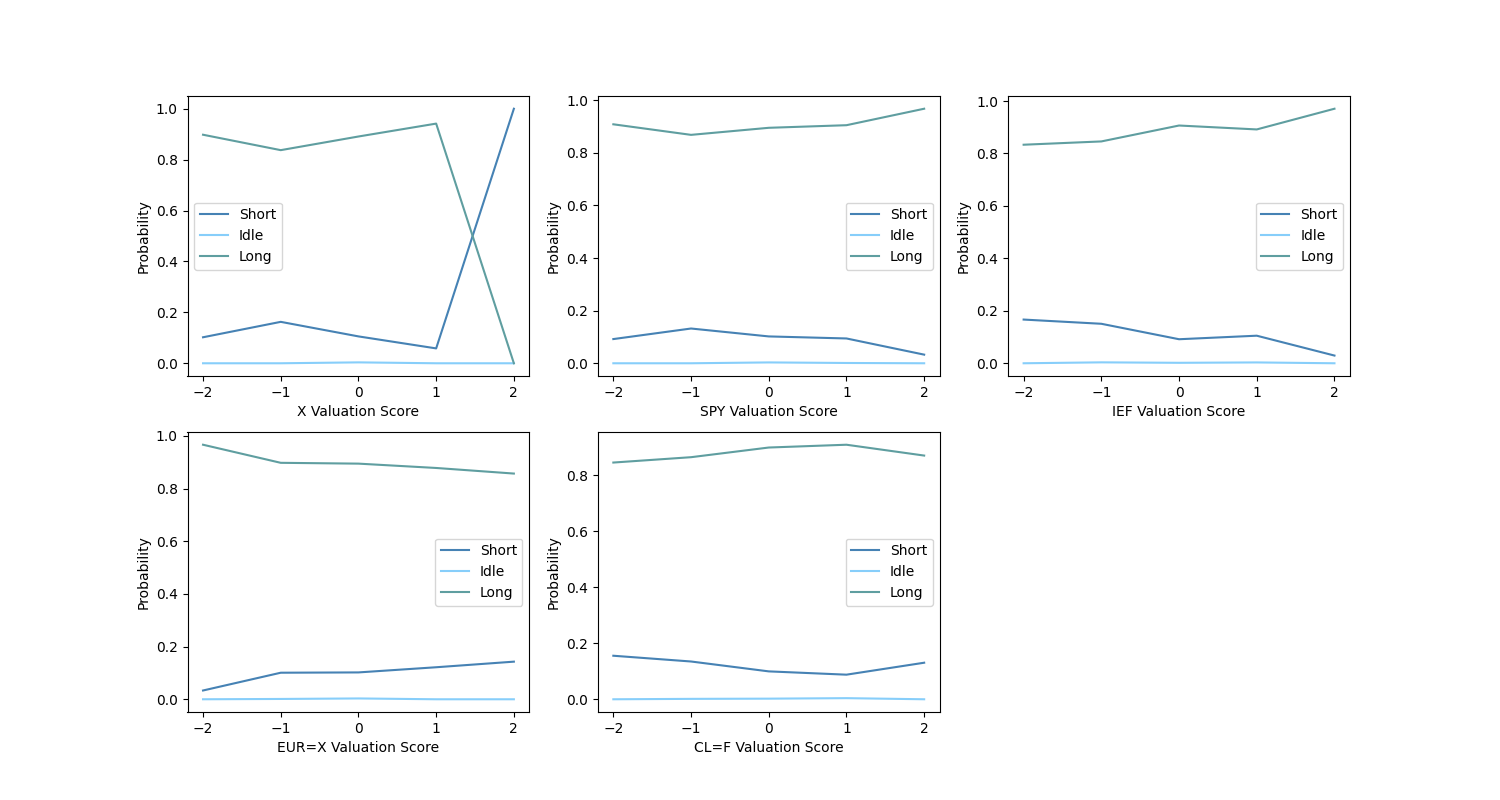 1.0
0.8
0.6
0.4
0.2
0.0
Probability
Short
Idle
Long
−2 −1 0 1 2
X Valuation Score
1.0
0.8
0.6
0.4
0.2
0.0
Probability
Short
Idle
Long
−2 −1 0 1 2
SPY Valuation Score
1.0
0.8
0.6
0.4
0.2
0.0
Probability
Short
Idle
Long
−2 −1 0 1 2
IEF Valuation Score
1.0
0.8
0.6
0.4
0.2
0.0
Probability
Short
Idle
Long
−2 −1 0 1 2
EUR=X Valuation Score
0.8
0.6
0.4
0.2
0.0
Probability
Short
Idle
Long
−2 −1 0 1 2
CL=F Valuation Score